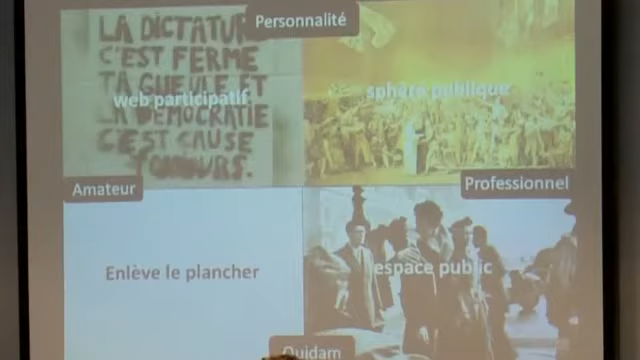 Personnalité
LA DICTATURE
C'EST FERME
TA GUEULE ET
LA DÉMOCRATIE
C'EST CAUSE
TOUJOURS.
web participatif
sphère publique
Amateur
Professionnel
Enlève le plancher
espace public
Quidam